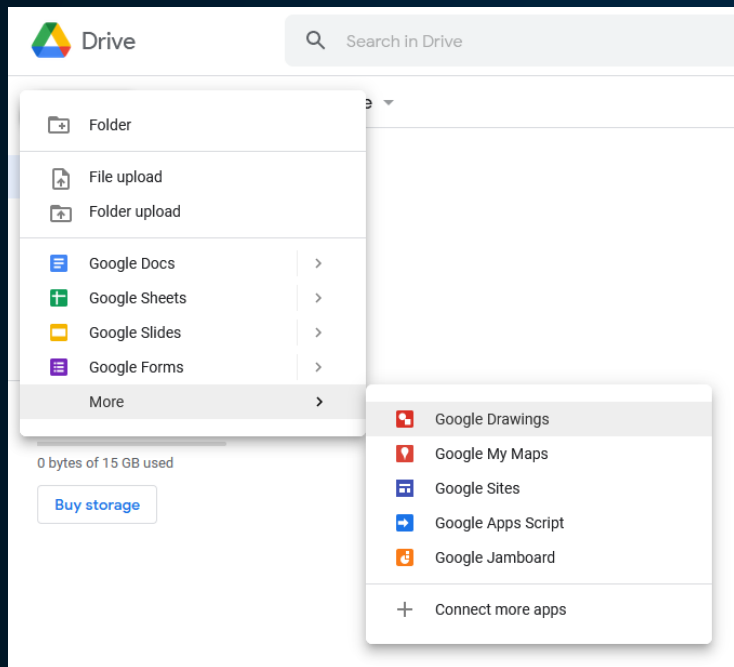 Drive
Search in Drive
e
Folder
File upload
Folder upload
Google Docs
Google Sheets
Google Slides
Google Forms
More
Google Drawings
Google My Maps
Google Sites
Google Apps Script
Google Jamboard
Connect more apps
0 bytes of 15 GB used
Buy storage